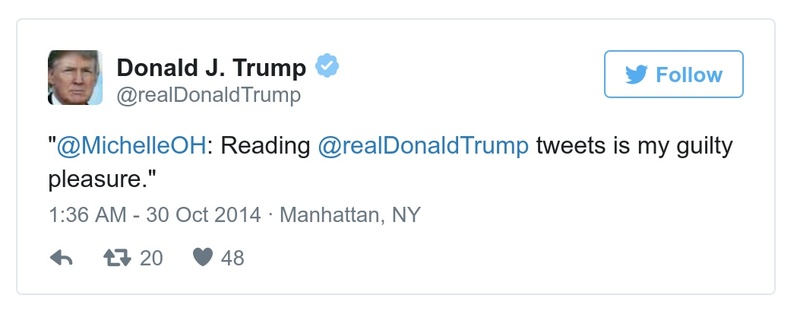 Donald J. Trump
@realDonaldTrump
Follow
"@MichelleOH: Reading @realDonaldTrump tweets is my guilty
pleasure."
1:36 AM - 30 Oct 2014 · Manhattan, NY
20 48